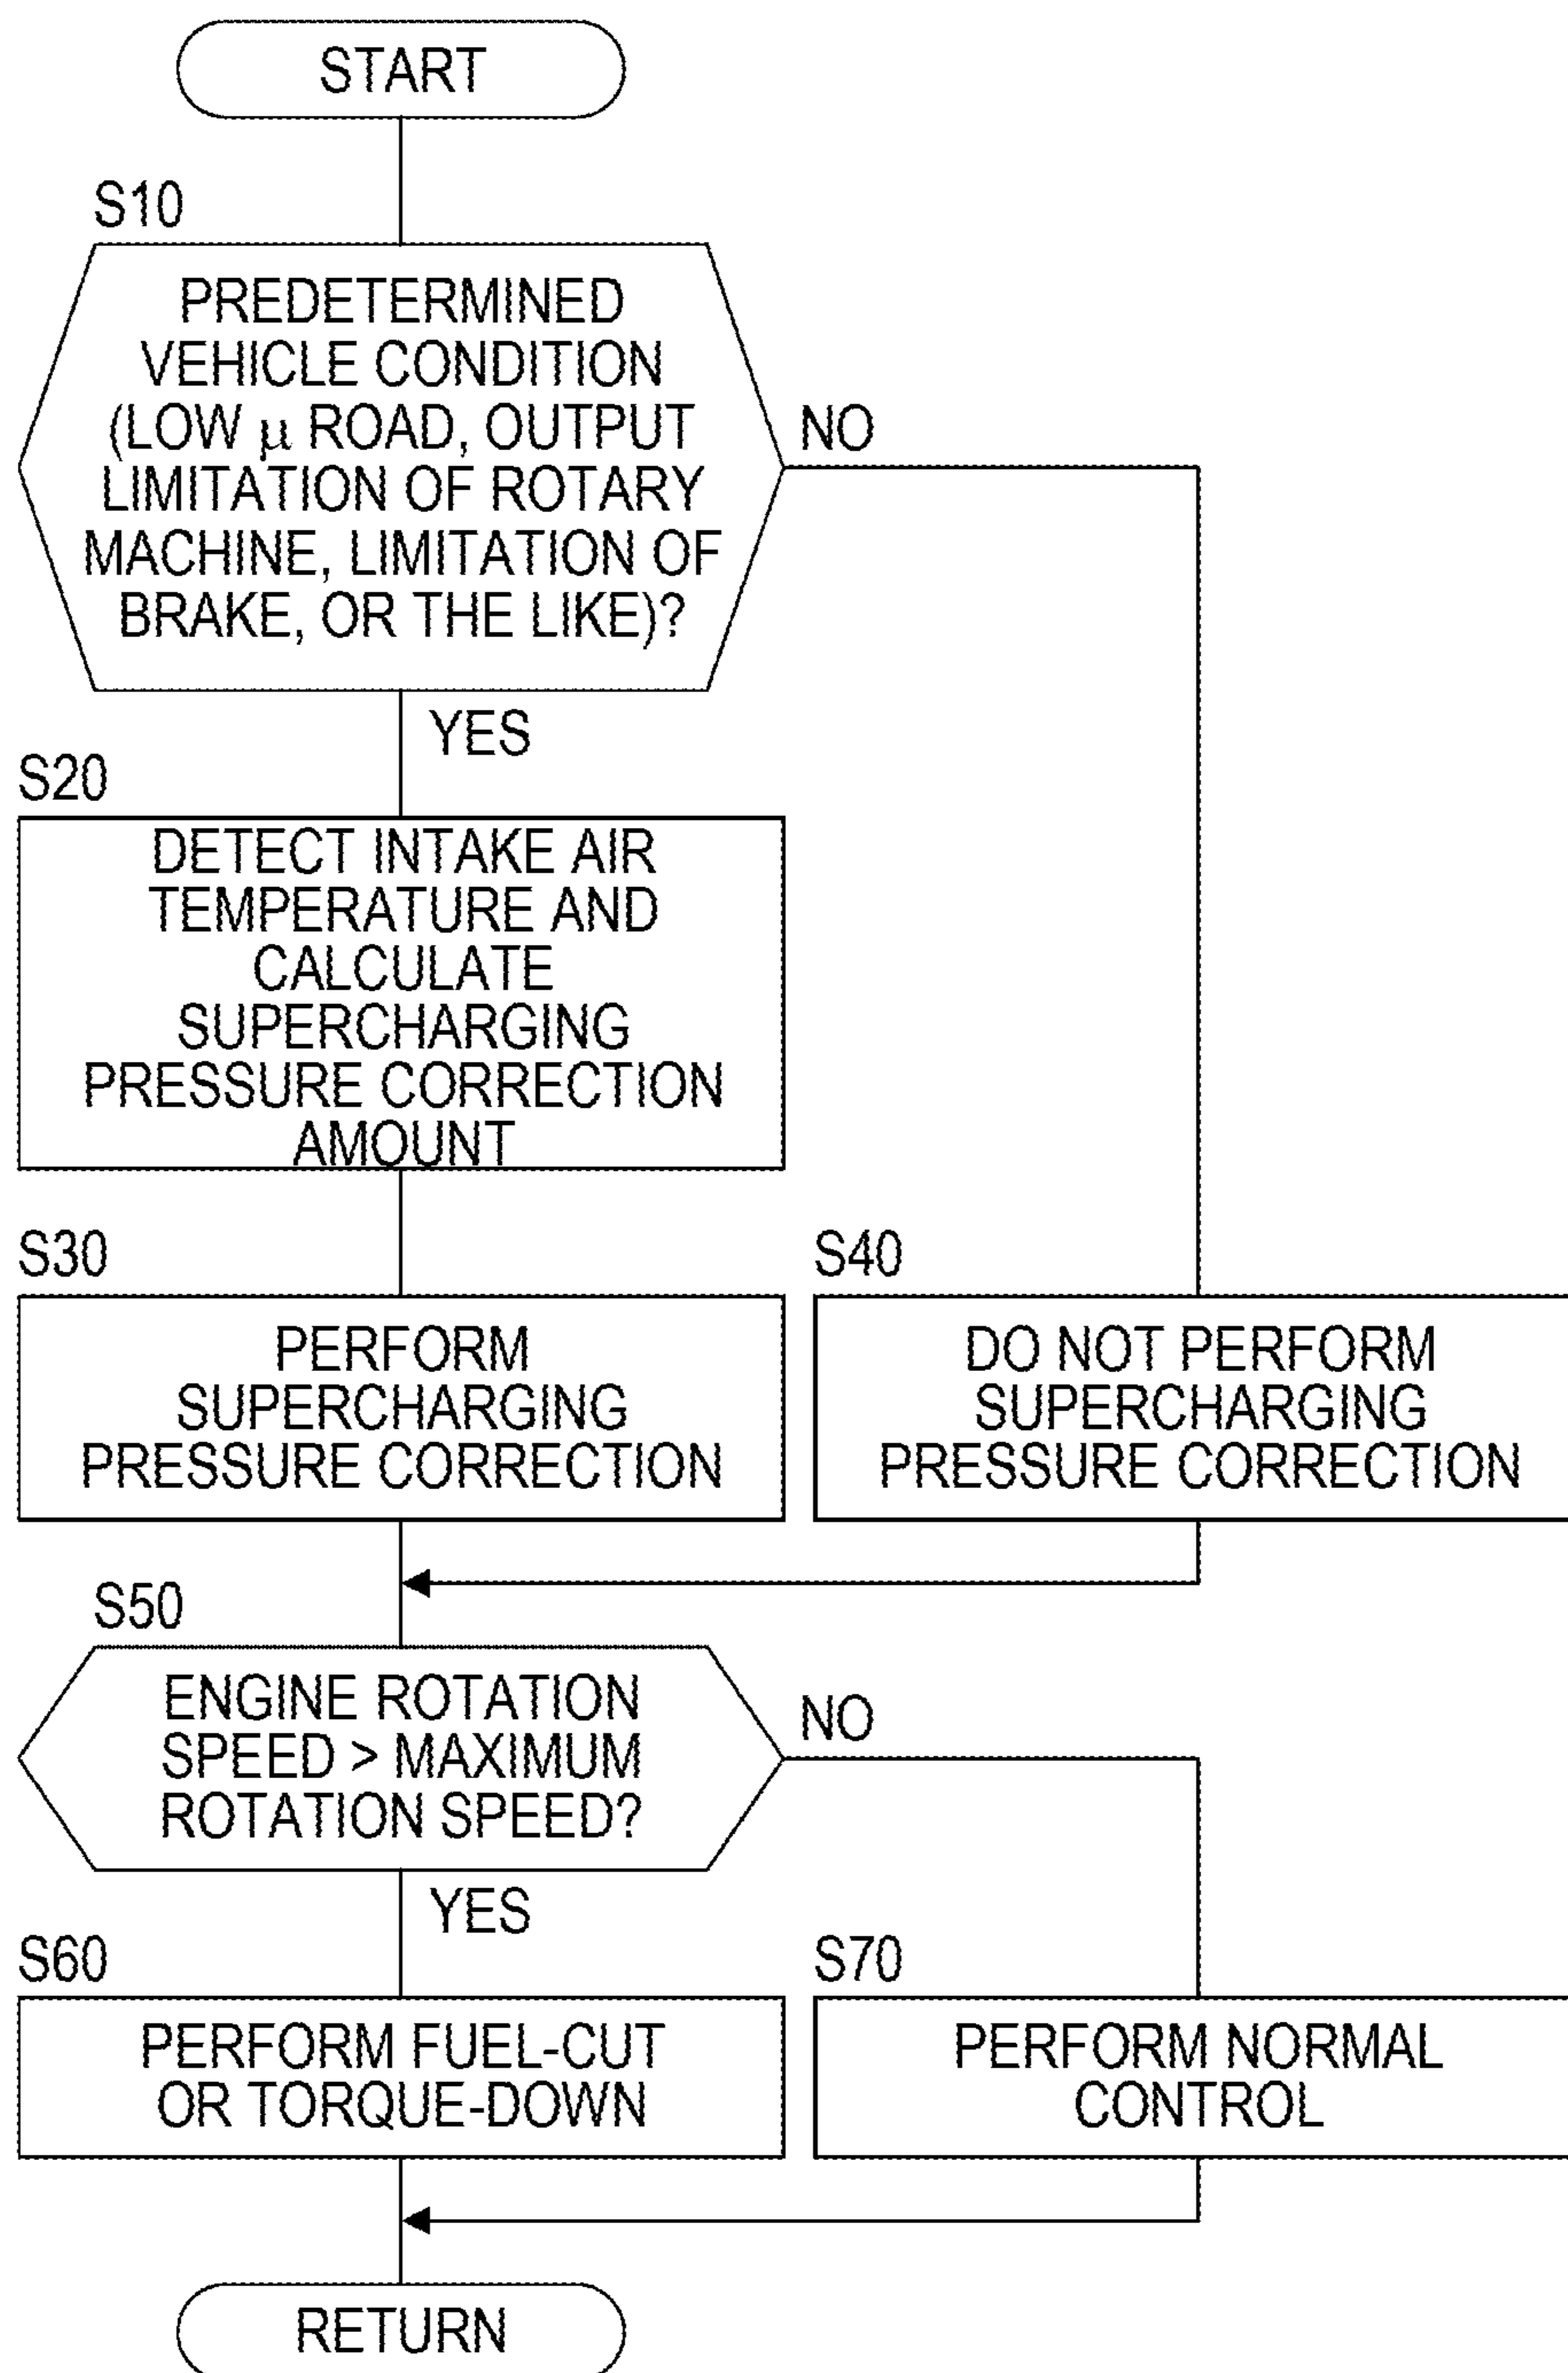 START
S10
PREDETERMINED
VEHICLE CONDITION
(LOW μ ROAD, OUTPUT
LIMITATION OF ROTARY
MACHINE, LIMITATION OF
BRAKE, OR THE LIKE)?
NO
YES
S20
DETECT INTAKE AIR
TEMPERATURE AND
CALCULATE
SUPERCHARGING
PRESSURE CORRECTION
AMOUNT
S30
PERFORM
SUPERCHARGING
PRESSURE CORRECTION
S40
DO NOT PERFORM
SUPERCHARGING
PRESSURE CORRECTION
S50
ENGINE ROTATION
SPEED > MAXIMUM
ROTATION SPEED?
NO
YES
S60
PERFORM FUEL-CUT
OR TORQUE-DOWN
S70
PERFORM NORMAL
CONTROL
RETURN